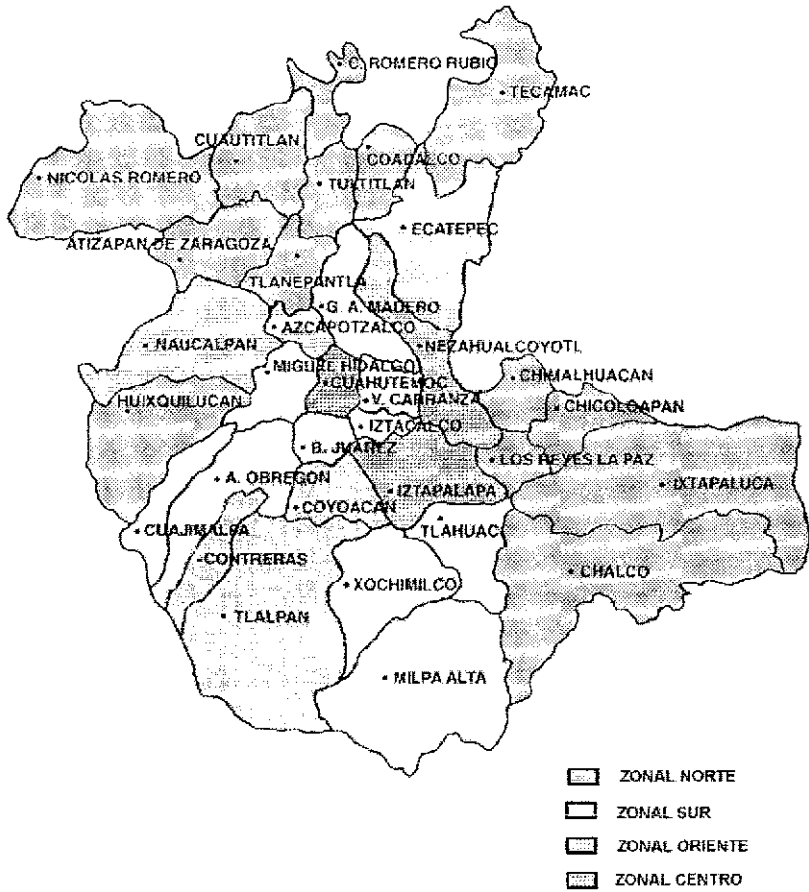 C. ROMERO RUBIO
TECAMAC
CUAUTITLAN
COADALCO
NICOLAS ROMERO
TULTITLAN
ECATEPEC
ATIZAPAN DE ZARAGOZA
TLANEPANTLA
G. A. MADERO
AZCAPOTZALCO
NAUCALPAN
NEZAHUALCOYOTL
MIGUEL HIDALGO
CHIMALHUACAN
CUAHUTEMOC
V. CARRANZA
CHICOLOAPAN
HUIXQUILUCAN
IZTACALCO
B. JUAREZ
LOS REYES LA PAZ
A. OBREGON
IZTAPALAPA
IXTAPALUCA
COYOACAN
CUAJIMALPA
TLAHUAC
CONTRERAS
CHALCO
XOCHIMILCO
TLALPAN
MILPA ALTA
ZONAL NORTE
ZONAL SUR
ZONAL ORIENTE
ZONAL CENTRO